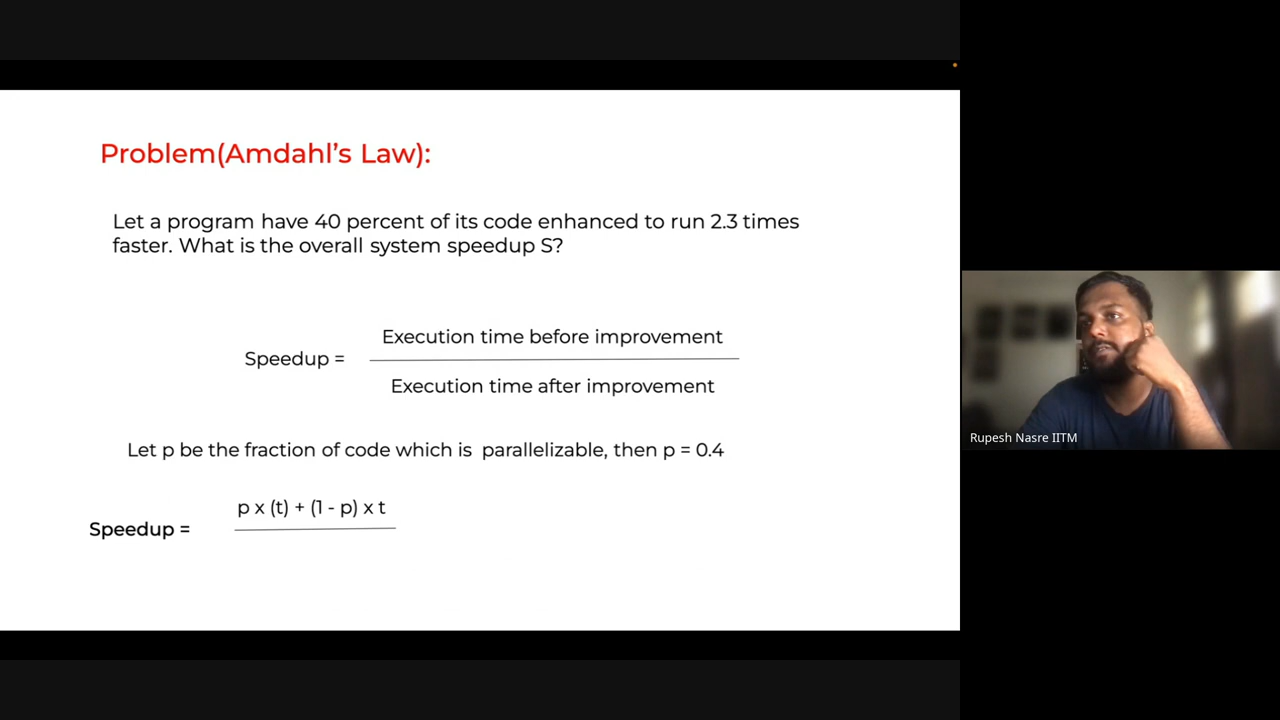 Problem(Amdahl's Law):
Let a program have 40 percent of its code enhanced to run 2.3 times
faster. What is the overall system speedup S?
Speedup =
Execution time before improvement
Execution time after improvement
Let p be the fraction of code which is parallelizable, then p = 0.4
Speedup =
p x (t) + (1 - p) x t
Rupesh Nasre IITM